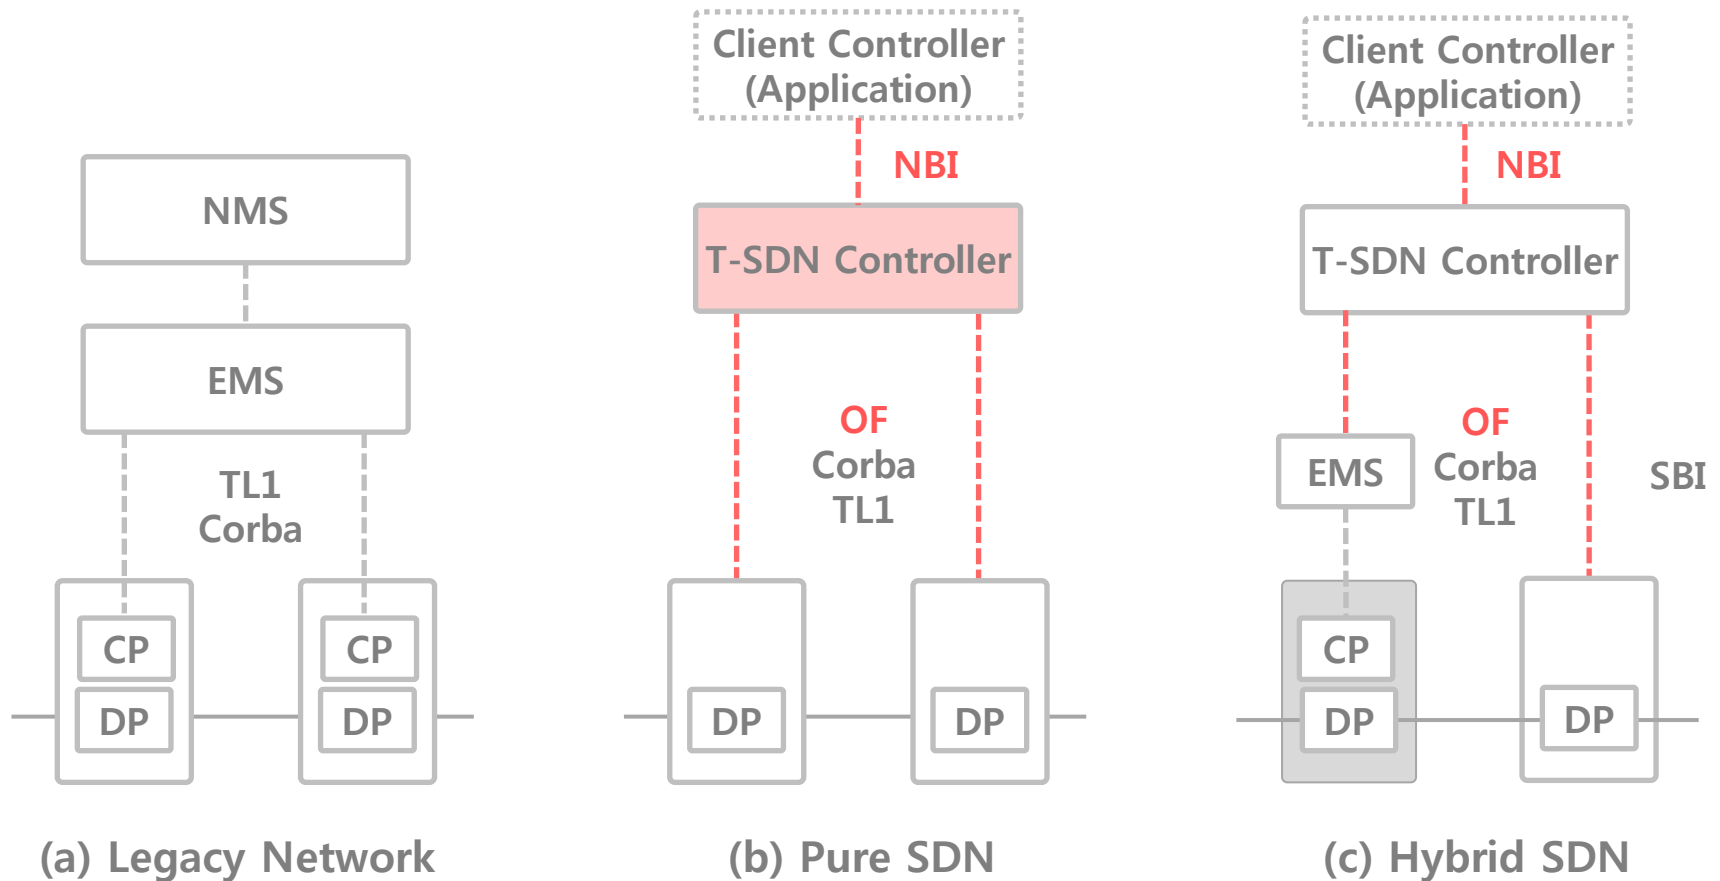 NMS
EMS
TL1
Corba
CP
CP
DP
DP
(a) Legacy Network
Client Controller
(Application)
NBI
T-SDN Controller
OF
Corba
TL1
DP
DP
(b) Pure SDN
Client Controller
(Application)
NBI
T-SDN Controller
OF
EMS
Corba
SBI
TL1
CP
DP
DP
(c) Hybrid SDN